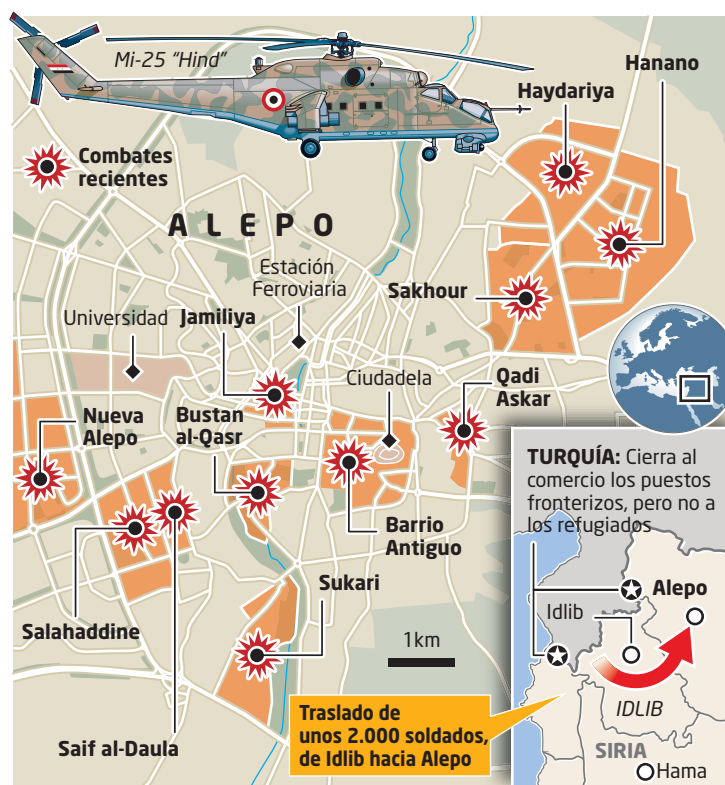 Mi-25 "Hind"
Hanano
Haydariya
Combates
recientes
ALEPO
Estación
Ferroviaria
Sakhour
Universidad
Jamiliya
Ciudadela
Qadi
Askar
Nueva
Alepo
Bustan
al-Qasr
TURQUÍA: Cierra al
comercio los puestos
fronterizos, pero no a
los refugiados
Barrio
Antiguo
Sukari
Alepo
Idlib
Salahaddine
1km
IDLIB
Traslado de
unos 2.000 soldados,
de Idlib hacia Alepo
Saif al-Daula
SIRIA
Hama